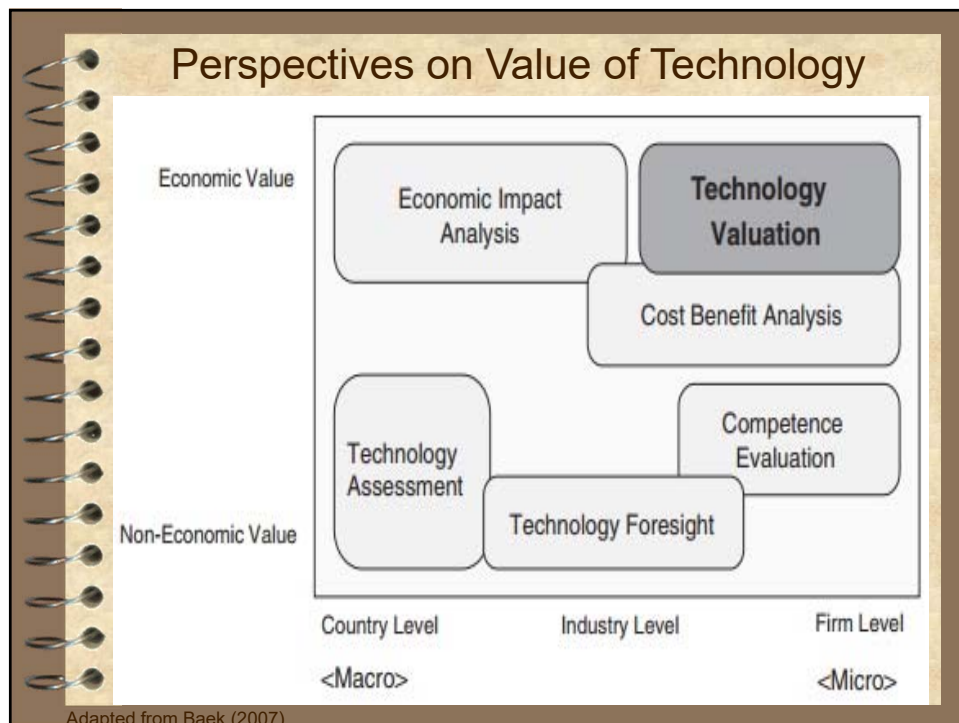 Perspectives on Value of Technology
Economic Value
Economic Impact
Analysis
Technology
Valuation
Cost Benefit Analysis
Technology
Assessment
Competence
Evaluation
Technology Foresight
Non-Economic Value
Country Level
Industry Level
Firm Level
<Macro>
<Micro>
Adapted from Baek (2007)